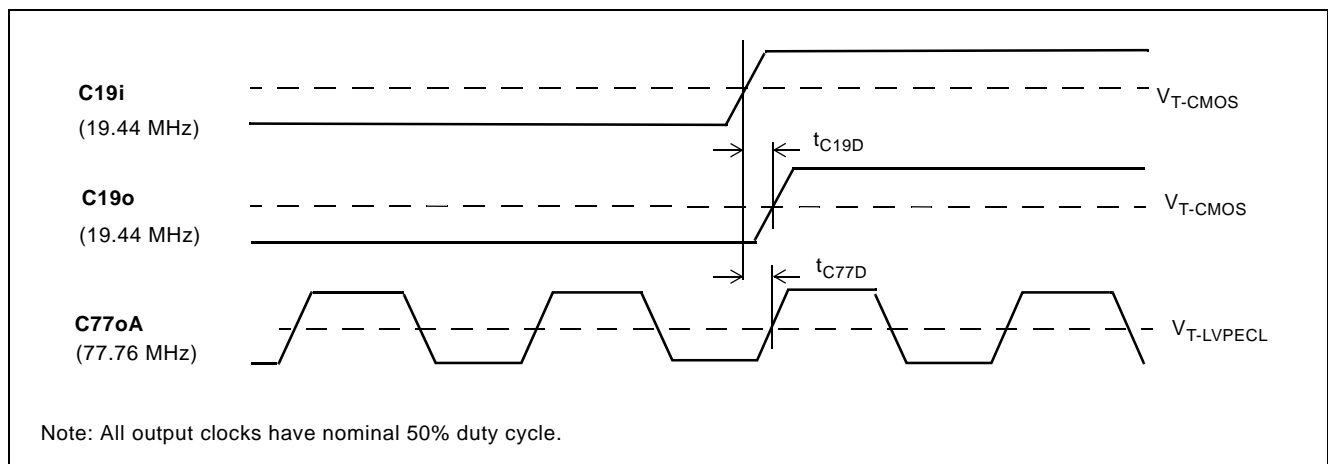 C19i
(19.44 MHz)
VT-CMOS
tC19D
C19o
(19.44 MHz)
VT-CMOS
tC77D
C77oA
(77.76 MHz)
VT-LVPECL
Note: All output clocks have nominal 50% duty cycle.